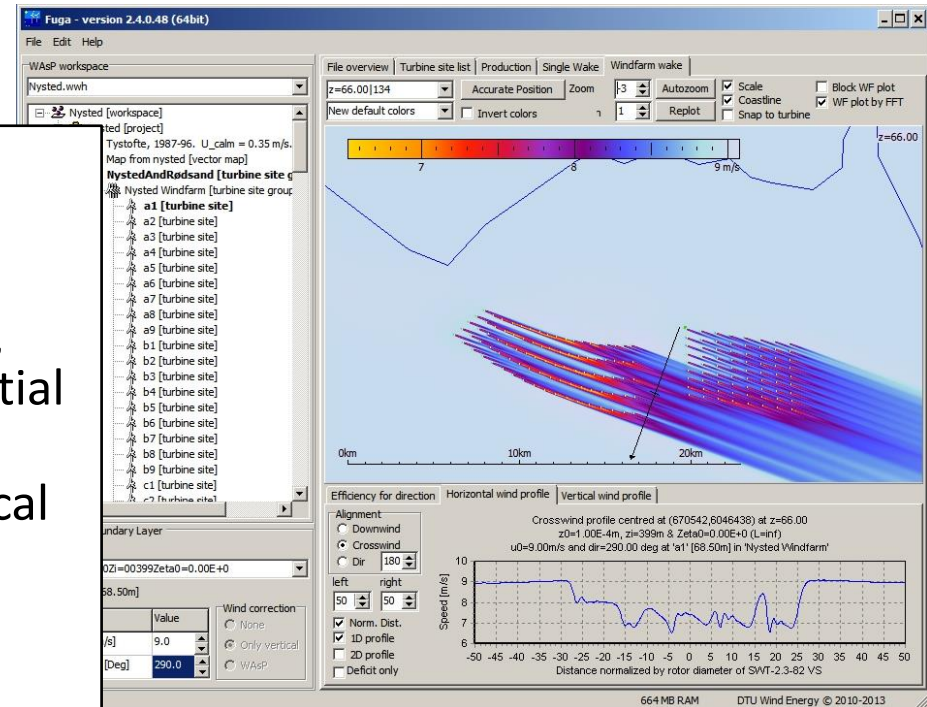 Fuga - version 2.4.0.48 (64bit)
File Edit Help
WAsP workspace
Nysted.wwh
Nysted [workspace]
sted [project]
Tystofte, 1987-96. U_calm = 0.35 m/s.
Map from nysted [vector map]
NystedAndRødsand [turbine site g
Nysted Windfarm [turbine site group
a1 [turbine site]
a2 [turbine site]
a3 [turbine site]
a4 [turbine site]
a5 [turbine site]
a6 [turbine site]
a7 [turbine site]
a8 [turbine site]
a9 [turbine site]
b1 [turbine site]
b2 [turbine site]
b3 [turbine site]
b4 [turbine site]
b5 [turbine site]
b6 [turbine site]
b7 [turbine site]
b8 [turbine site]
b9 [turbine site]
c1 [turbine site]
c2 [turbine site]
tial
cal
undary Layer
0Zi=00399Zeta0=0.00E+0
68.50m]
Value
/s] 9.0
[Deg] 290.0
Wind correction
None
Only vertical
WAsP
File overview Turbine site list Production Single Wake Windfarm wake
z=66.00|134 Accurate Position Zoom -3 Autozoom Scale Block WF plot
Coastline WF plot by FFT
New default colors Invert colors 1 Replot Snap to turbine
z=66.00
7 8 9 m/s
0km 10km 20km
Efficiency for direction Horizontal wind profile Vertical wind profile
Alignment
Downwind
Crosswind
Dir 180
left right
50 50
Norm. Dist.
1D profile
2D profile
Deficit only
Crosswind profile centred at (670542,6046438) at z=66.00
z0=1.00E-4m, zi=399m & Zeta0=0.00E+0 (L=inf)
u0=9.00m/s and dir=290.00 deg at 'a1' [68.50m] in 'Nysted Windfarm'
Speed [m/s]
10
9
8
7
6
-50 -45 -40 -35 -30 -25 -20 -15 -10 -5 0 5 10 15 20 25 30 35 40 45 50
Distance normalized by rotor diameter of SWT-2.3-82 VS
664 MB RAM DTU Wind Energy © 2010-2013